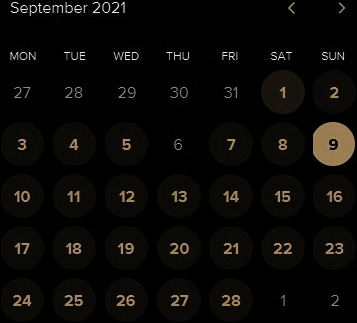 September 2021
MON TUE WED THU FRI SAT SUN
27 28 29 30 31 1 2
3 4 5 6 7 8 9
10 11 12 13 14 15 16
17 18 19 20 21 22 23
24 25 26 27 28 1 2